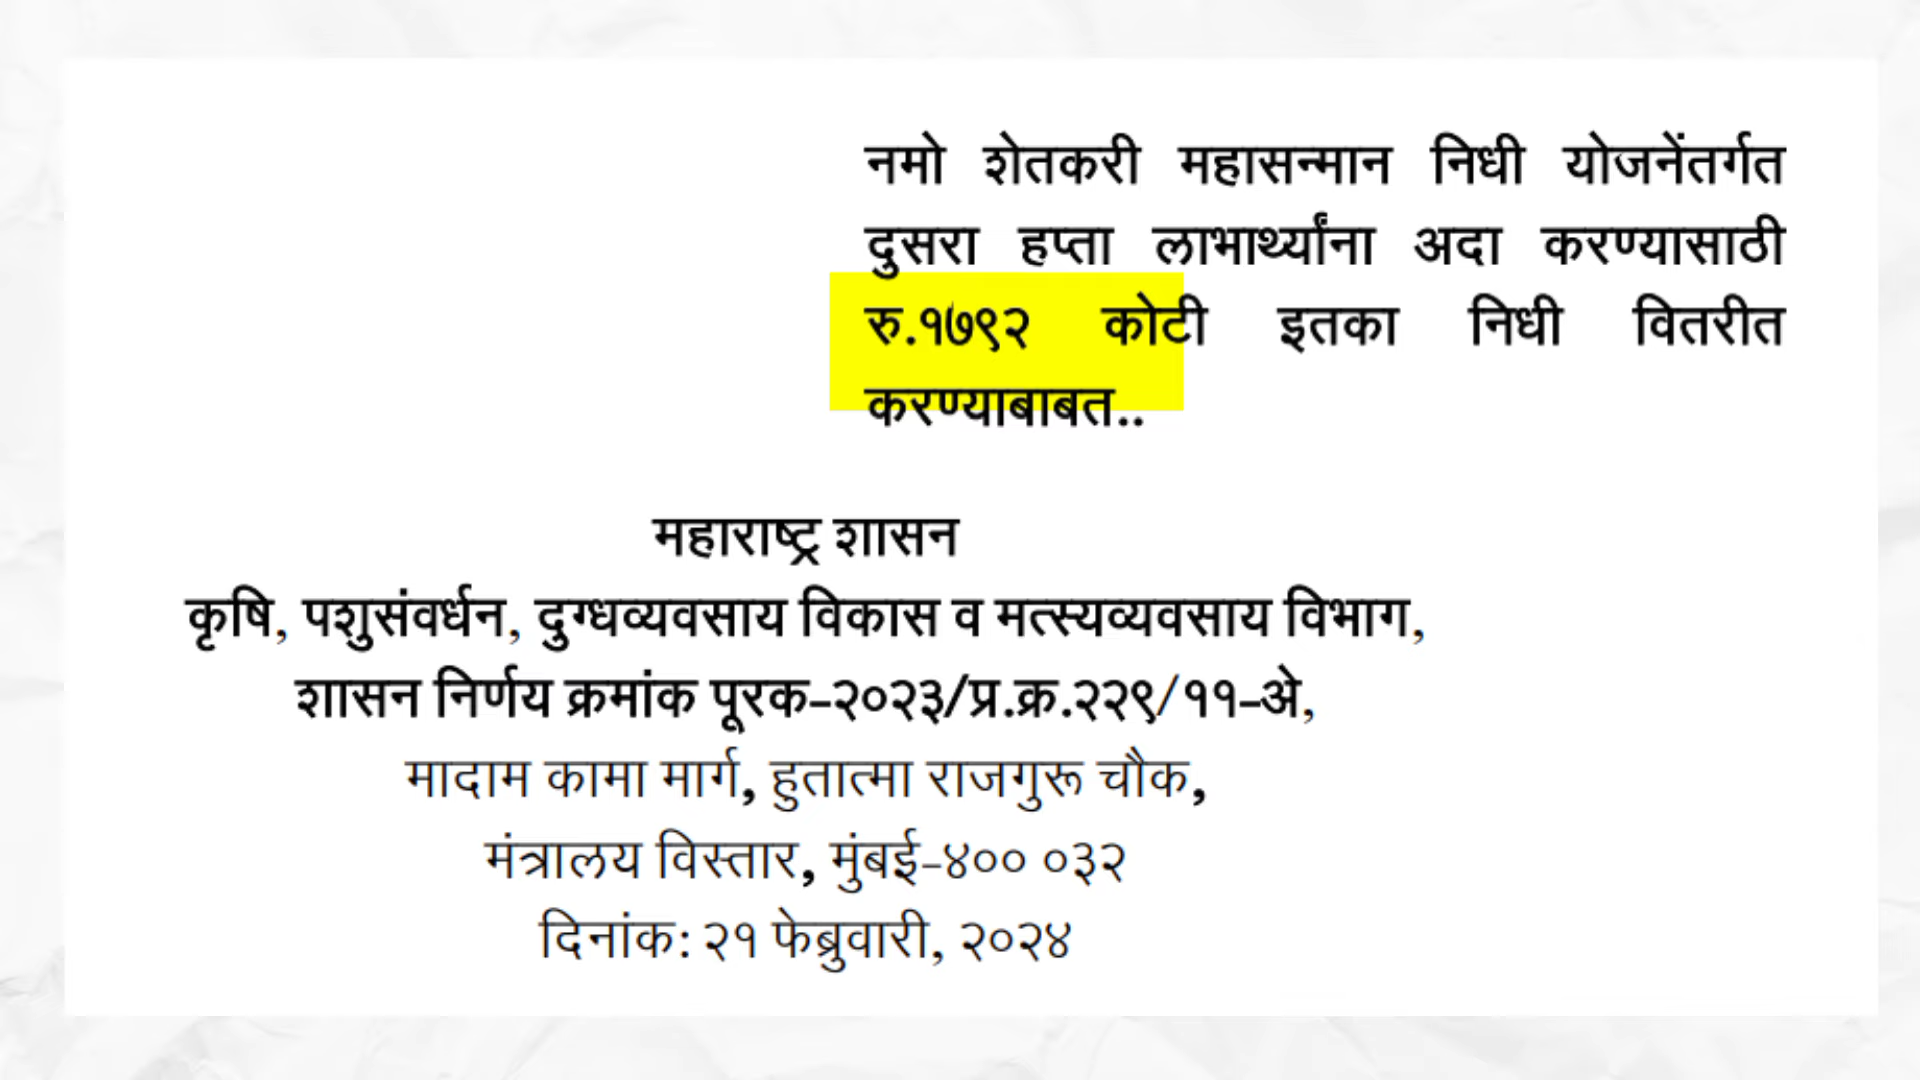 नमो शेतकरी महासन्मान निधी योजनेंतर्गत
दुसरा हप्ता लाभार्थ्यांना अदा करण्यासाठी
रु.१७९२ कोटी इतका निधी वितरीत
करण्याबाबत..
महाराष्ट्र शासन
कृषि, पशुसंवर्धन, दुग्धव्यवसाय विकास व मत्स्यव्यवसाय विभाग,
शासन निर्णय क्रमांक पूरक-२०२३/प्र.क्र.२२९/११-अे,
मादाम कामा मार्ग, हुतात्मा राजगुरू चौक,
मंत्रालय विस्तार, मुंबई-४०० ०३२
दिनांक: २१ फेब्रुवारी, २०२४